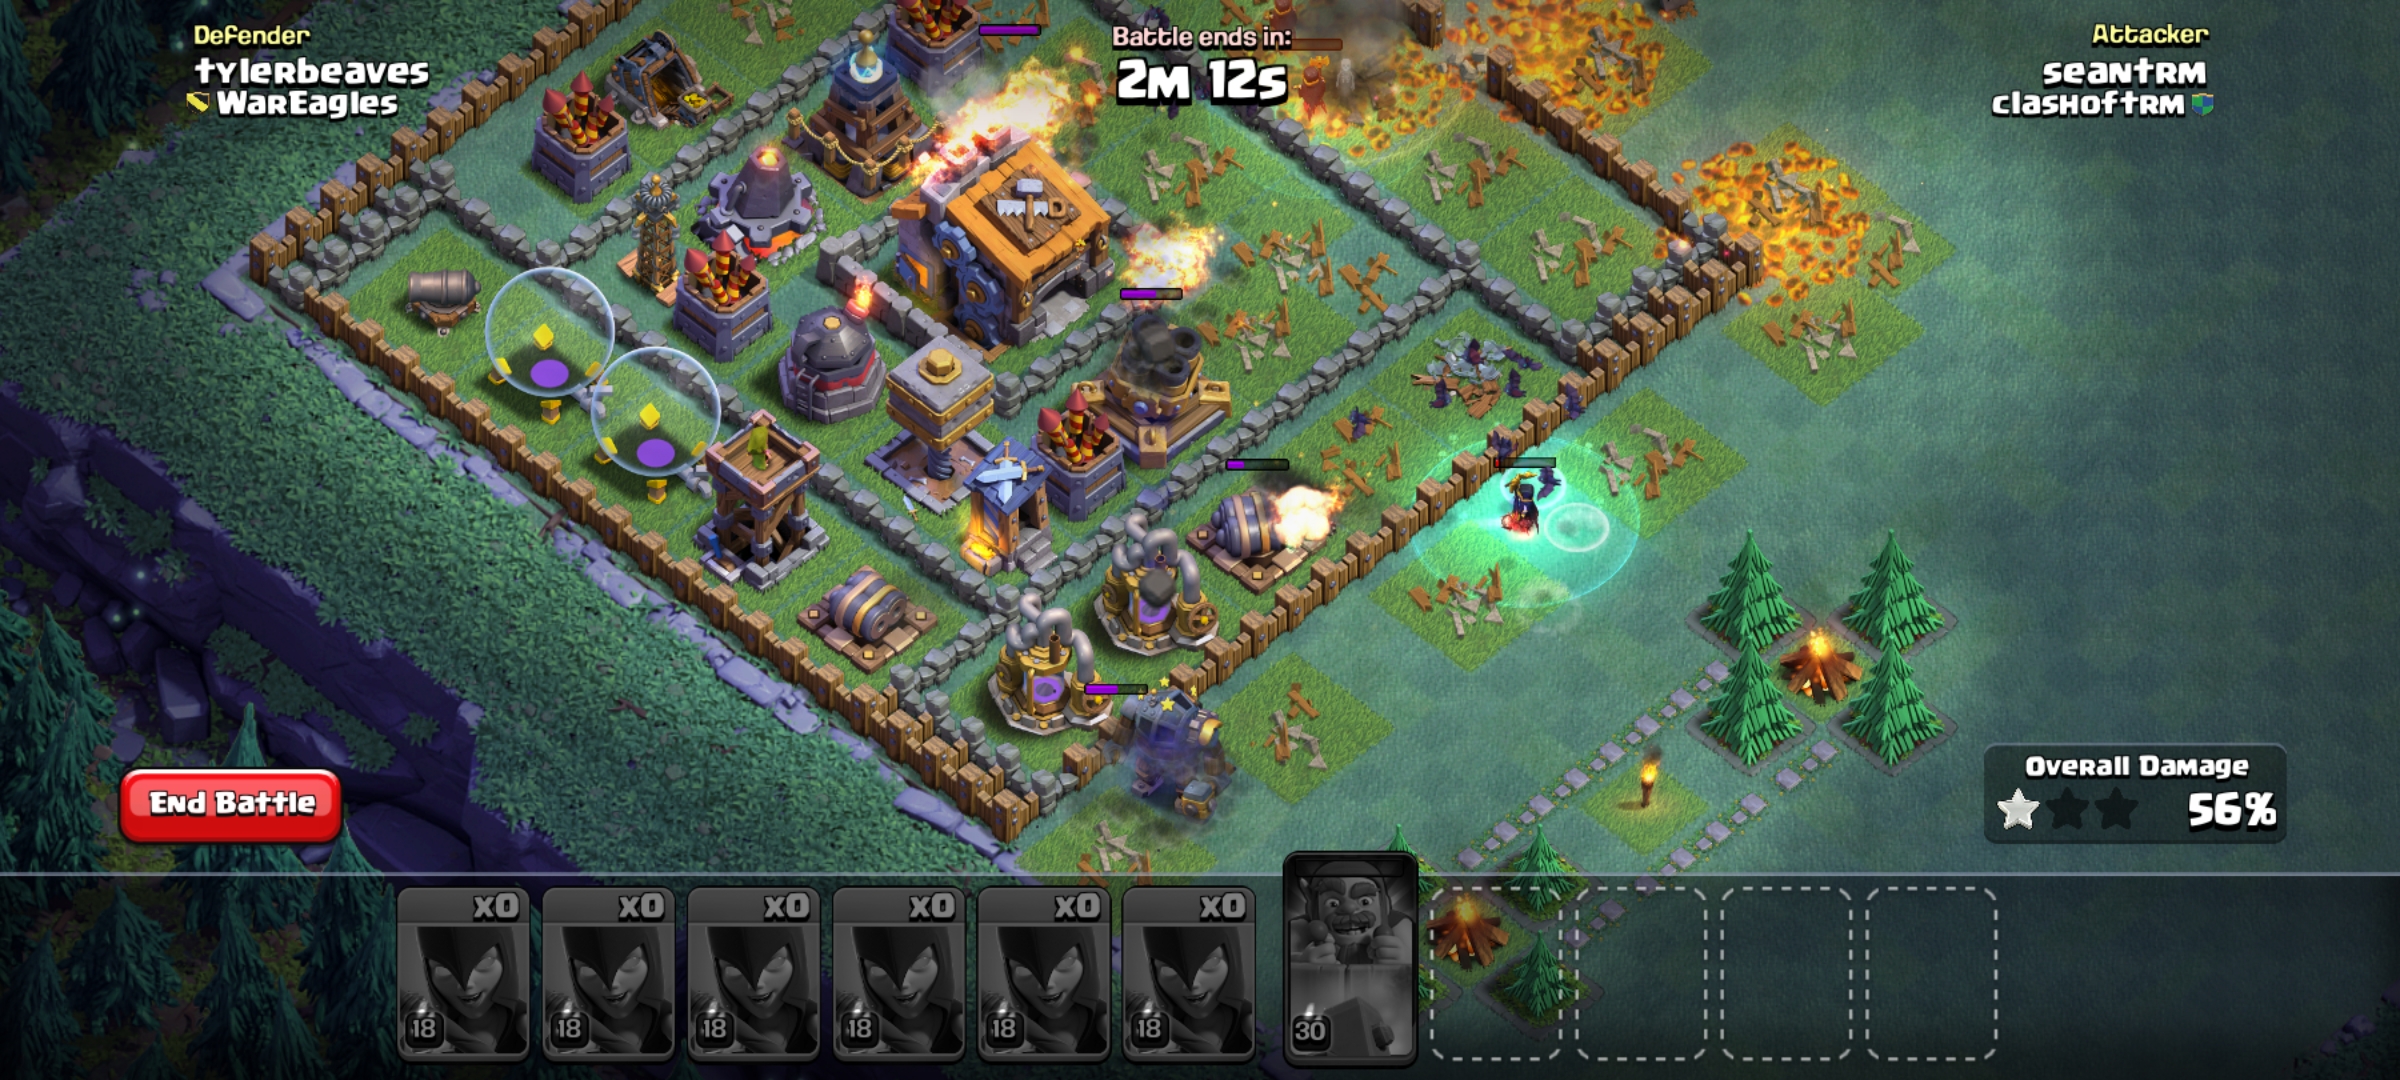 Defender
tylerbeaves
WarEagles
Battle ends in:
2M 12s
Attacker
seantRM
clashoftRM
End Battle
Overall Damage
56%
x0
x0
x0
x0
x0
x0
18
18
18
18
18
18
30